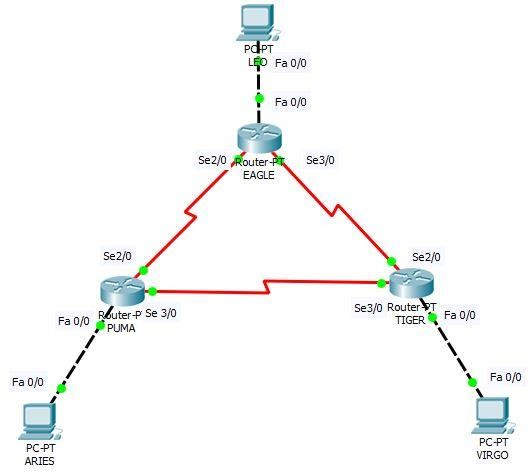 PC-PT
LEO
Fa 0/0
Fa 0/0
Se2/0
Se3/0
Router-PT
EAGLE
Se2/0
Se2/0
Router-P
PUMA
Se 3/0
Se3/0
Router-PT
TIGER
Fa 0/0
Fa 0/0
Fa 0/0
Fa 0/0
PC-PT
ARIES
PC-PT
VIRGO